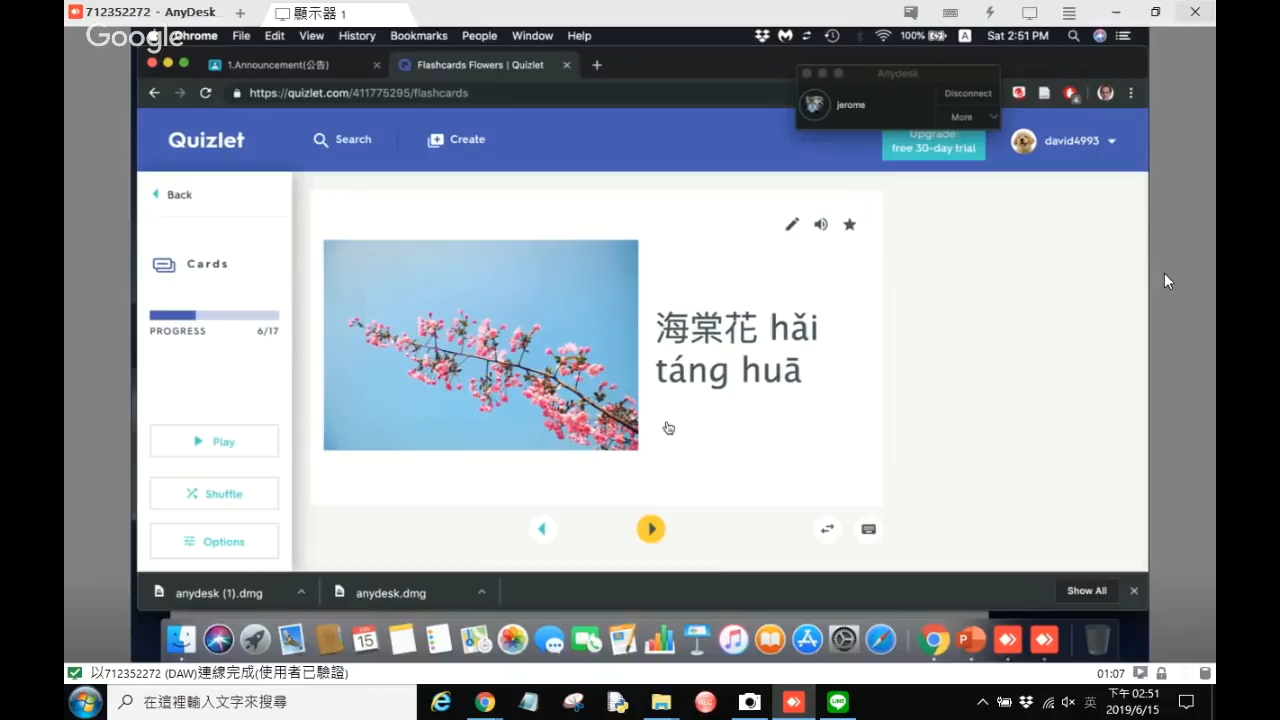 712352272 - AnyDesk
顯示器 1
Google
Chrome File Edit View History Bookmarks People Window Help
100% A Sat 2:51 PM
1.Announcement(公告)
Flashcards Flowers | Quizlet
https://quizlet.com/411775295/flashcards
Anydesk
jerome
Disconnect
More
4
Quizlet
Search
Create
Upgrade:
free 30-day trial
david4993
Back
Cards
PROGRESS 6/17
Play
Shuffle
Options
海棠花 hǎi
táng huā
anydesk (1).dmg
anydesk.dmg
Show All
15
以712352272 (DAW)連線完成(使用者已驗證)
01:07
在這裡輸入文字來搜尋
REC
LINE
英
下午 02:51
2019/6/15